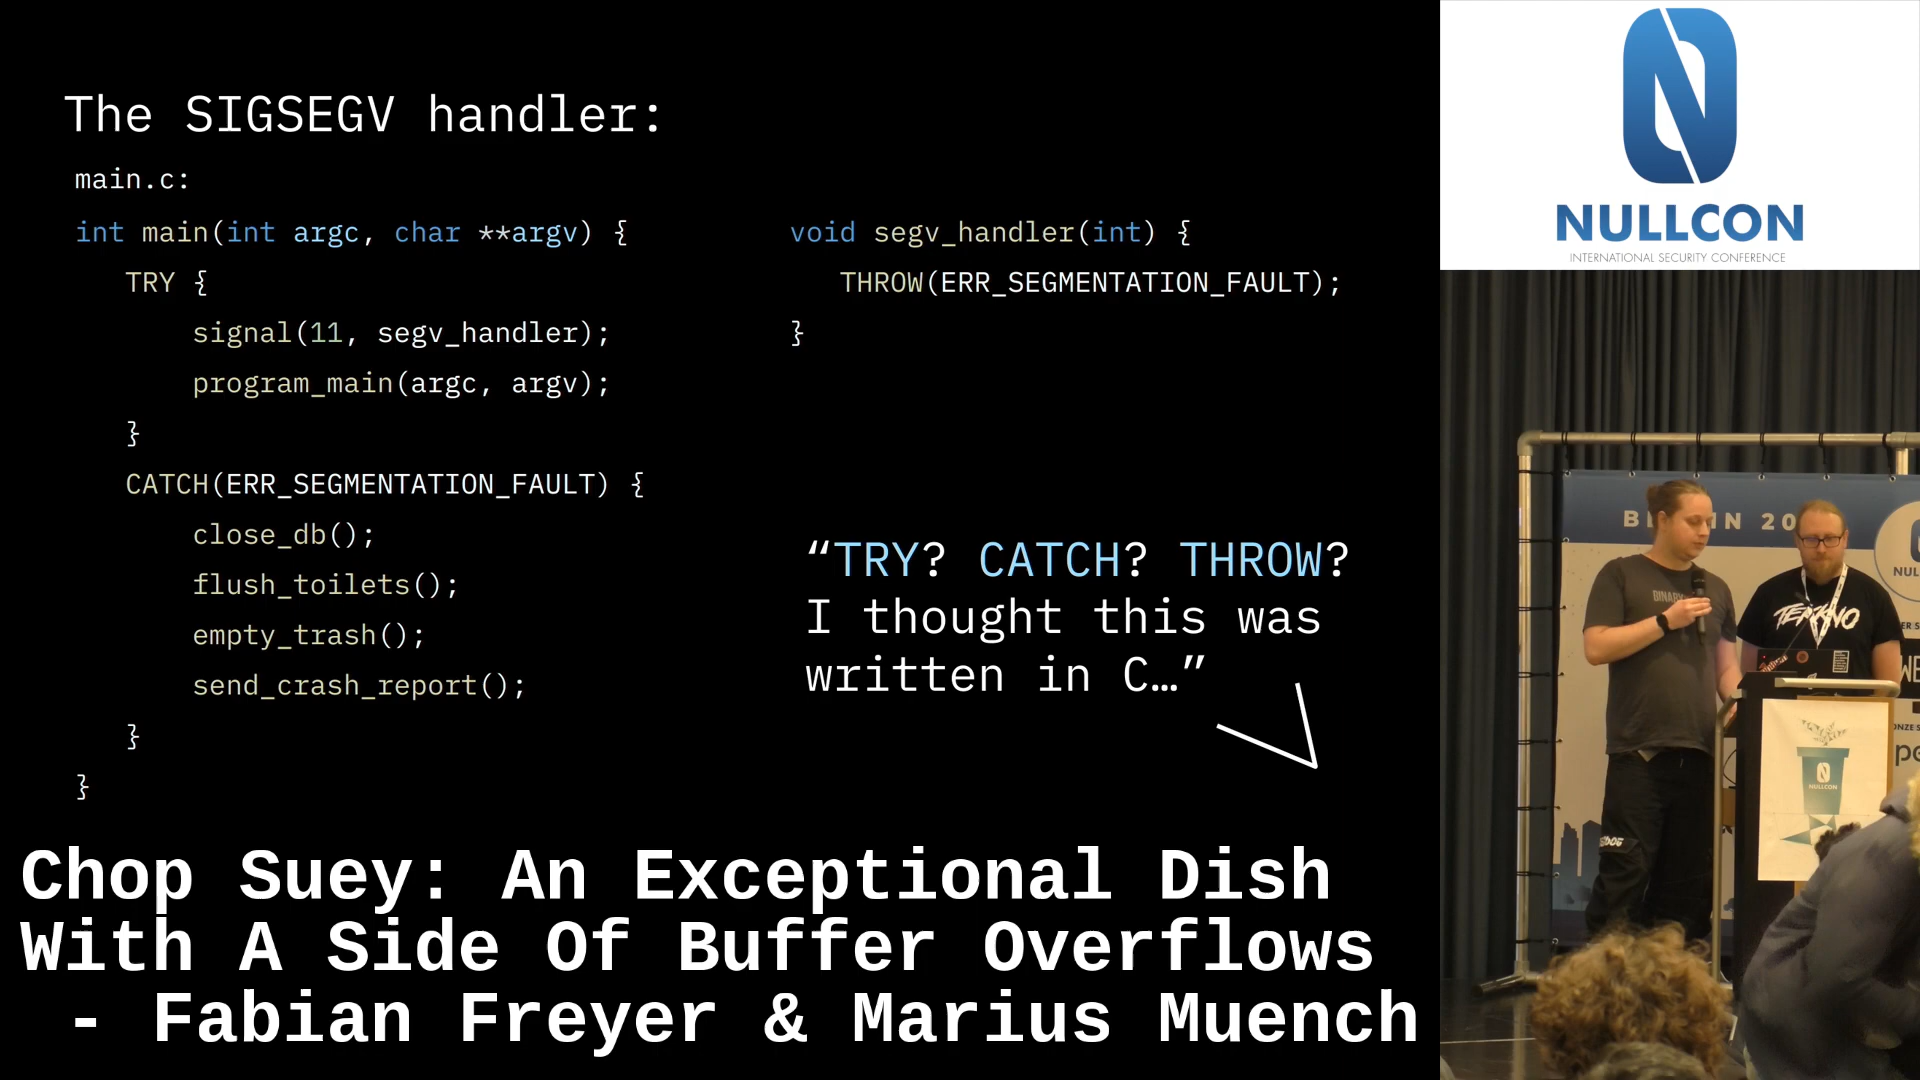 The SIGSEGV handler:
main.c:
int main(int argc, char **argv) {
TRY {
signal(11, segv_handler);
program_main(argc, argv);
}
CATCH(ERR_SEGMENTATION_FAULT) {
close_db();
flush_toilets();
empty_trash();
send_crash_report();
}
}
void segv_handler(int) {
THROW(ERR_SEGMENTATION_FAULT);
}
“TRY? CATCH? THROW?
I thought this was
written in C…”
Chop Suey: An Exceptional Dish
With A Side Of Buffer Overflows
- Fabian Freyer & Marius Muench
NULLCON
INTERNATIONAL SECURITY CONFERENCE
NULLCON